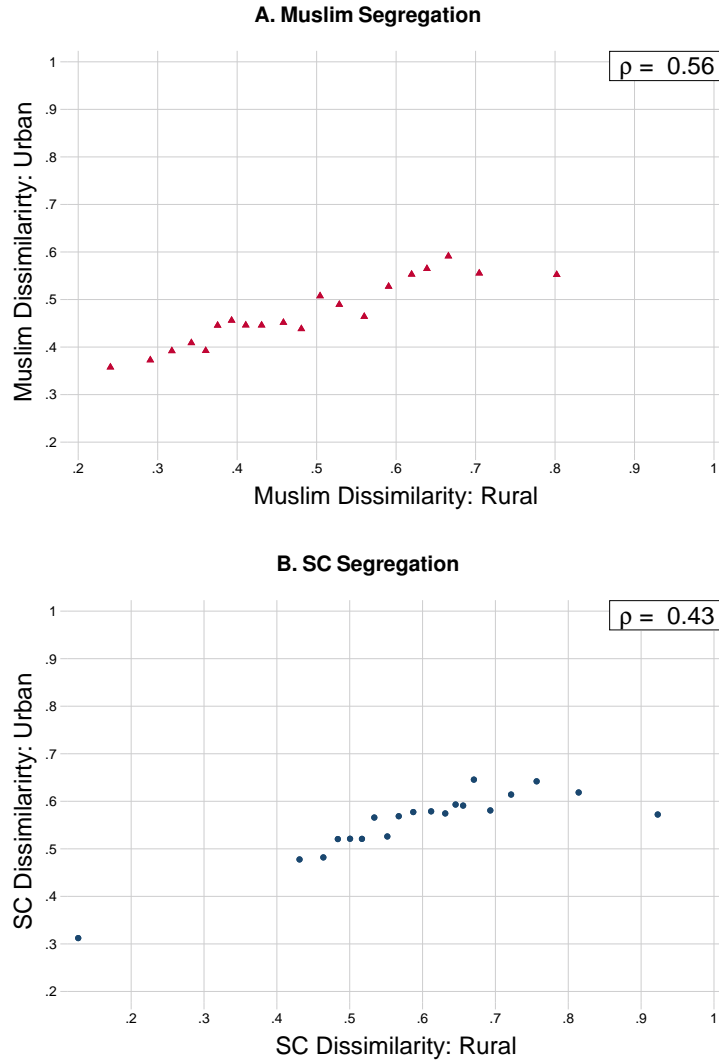 A. Muslim Segregation
ρ = 0.56
1
.9
.8
.7
.6
.5
.4
.3
.2
Muslim Dissimilarirty: Urban
.2 .3 .4 .5 .6 .7 .8 .9 1
Muslim Dissimilarity: Rural
B. SC Segregation
ρ = 0.43
1
.9
.8
.7
.6
.5
.4
.3
.2
SC Dissimilarirty: Urban
.2 .3 .4 .5 .6 .7 .8 .9 1
SC Dissimilarity: Rural